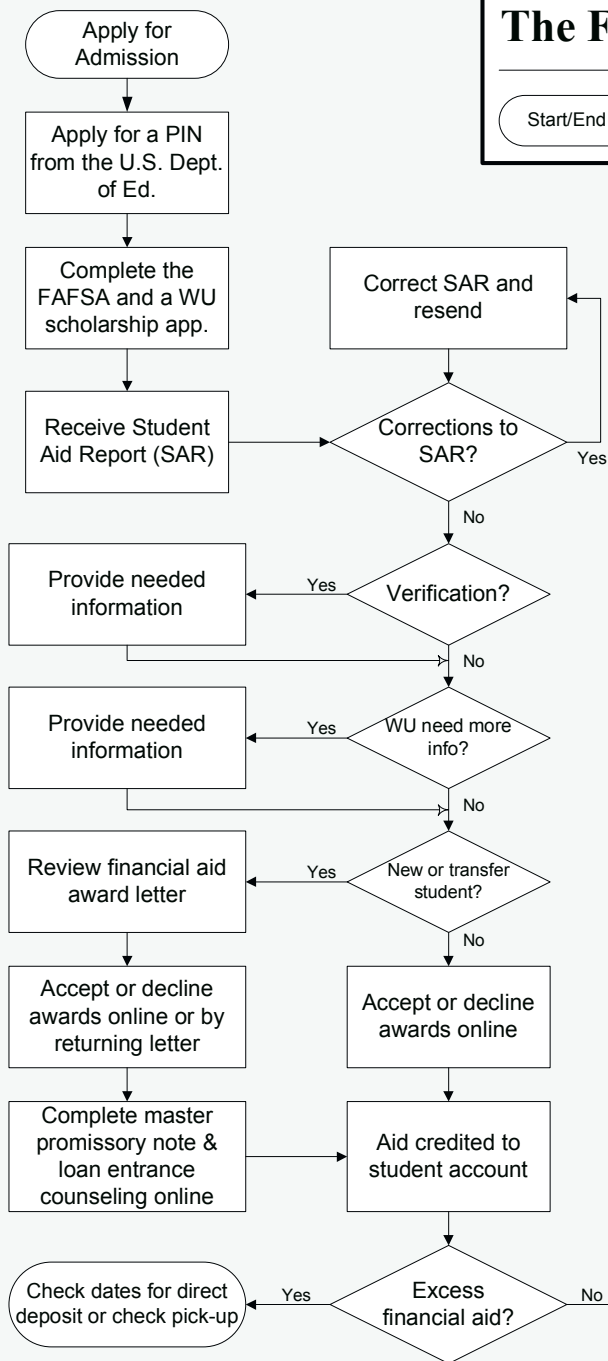 Apply for
Admission
The F
Start/End
Apply for a PIN
from the U.S. Dept.
of Ed.
Complete the
FAFSA and a WU
scholarship app.
Correct SAR and
resend
Receive Student
Aid Report (SAR)
Corrections to
SAR?
Yes
No
Provide needed
information
Yes
Verification?
No
Provide needed
information
Yes
WU need more
info?
No
Review financial aid
award letter
Yes
New or transfer
student?
No
Accept or decline
awards online or by
returning letter
Accept or decline
awards online
Complete master
promissory note &
loan entrance
counseling online
Aid credited to
student account
Check dates for direct
deposit or check pick-up
Yes
Excess
financial aid?
No